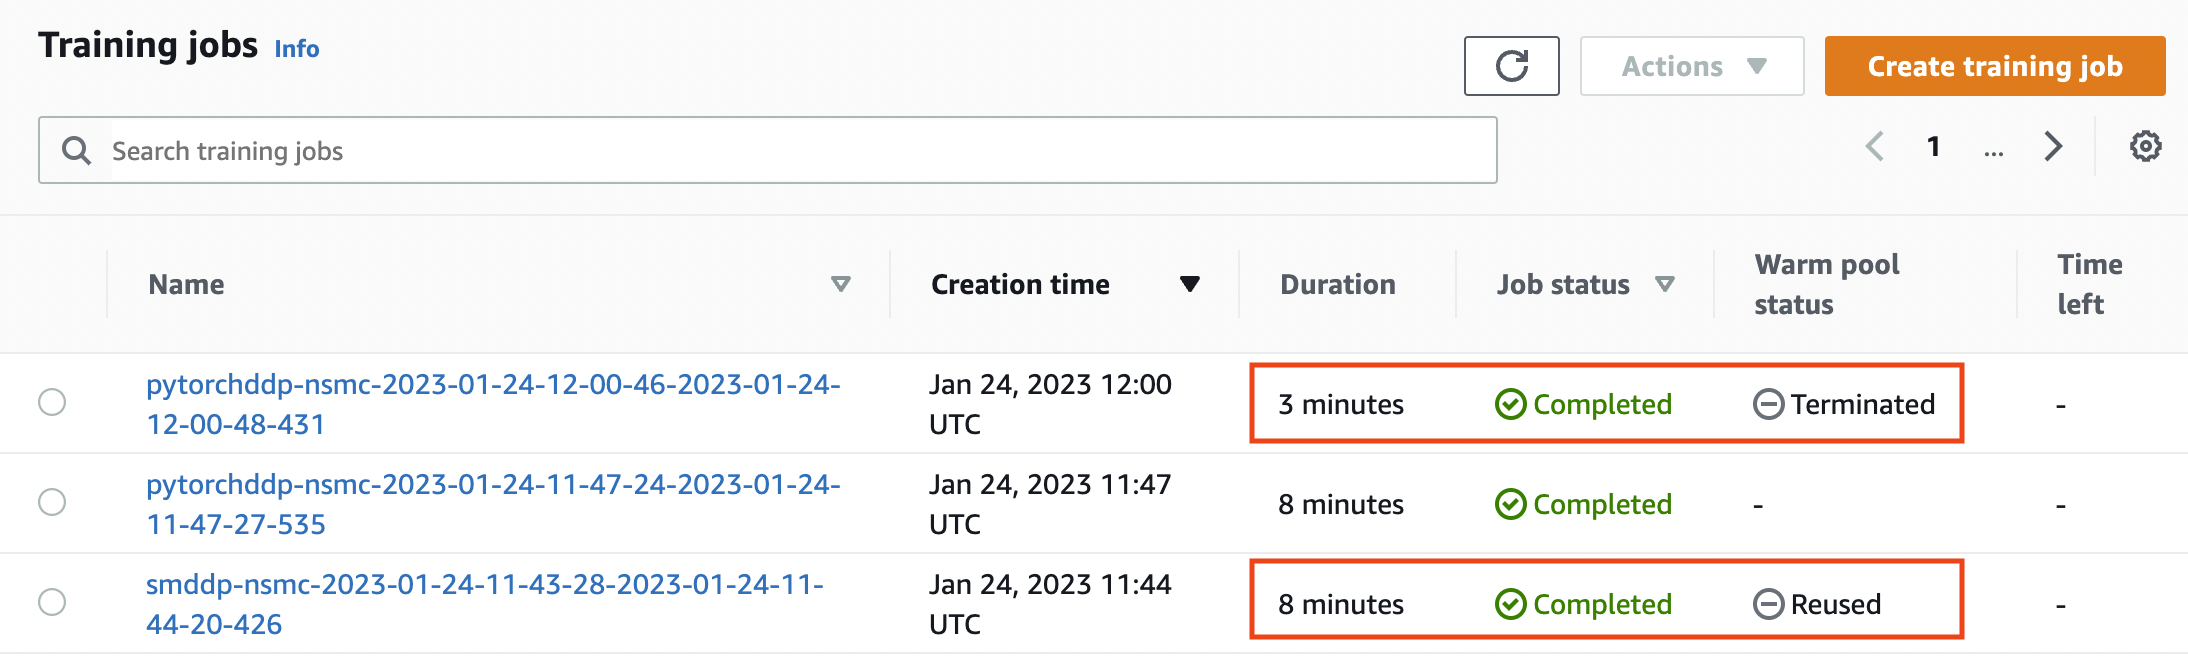 Training jobs Info
Actions
Create training job
Search training jobs
1 ...
Name
Creation time
Duration
Job status
Warm pool
status
Time
left
pytorchddp-nsmc-2023-01-24-12-00-46-2023-01-24-
12-00-48-431
Jan 24, 2023 12:00
UTC
3 minutes
Completed
Terminated
-
pytorchddp-nsmc-2023-01-24-11-47-24-2023-01-24-
11-47-27-535
Jan 24, 2023 11:47
UTC
8 minutes
Completed
-
-
smddp-nsmc-2023-01-24-11-43-28-2023-01-24-11-
44-20-426
Jan 24, 2023 11:44
UTC
8 minutes
Completed
Reused
-